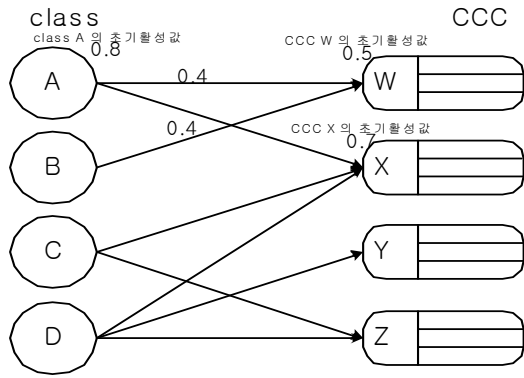 class
CCC
class A 의 초기활성값
0.8
CCC W 의 초기활성값
0.5
A
0.4
W
0.4
CCC X 의 초기활성값
0.7
B
X
C
Y
D
Z